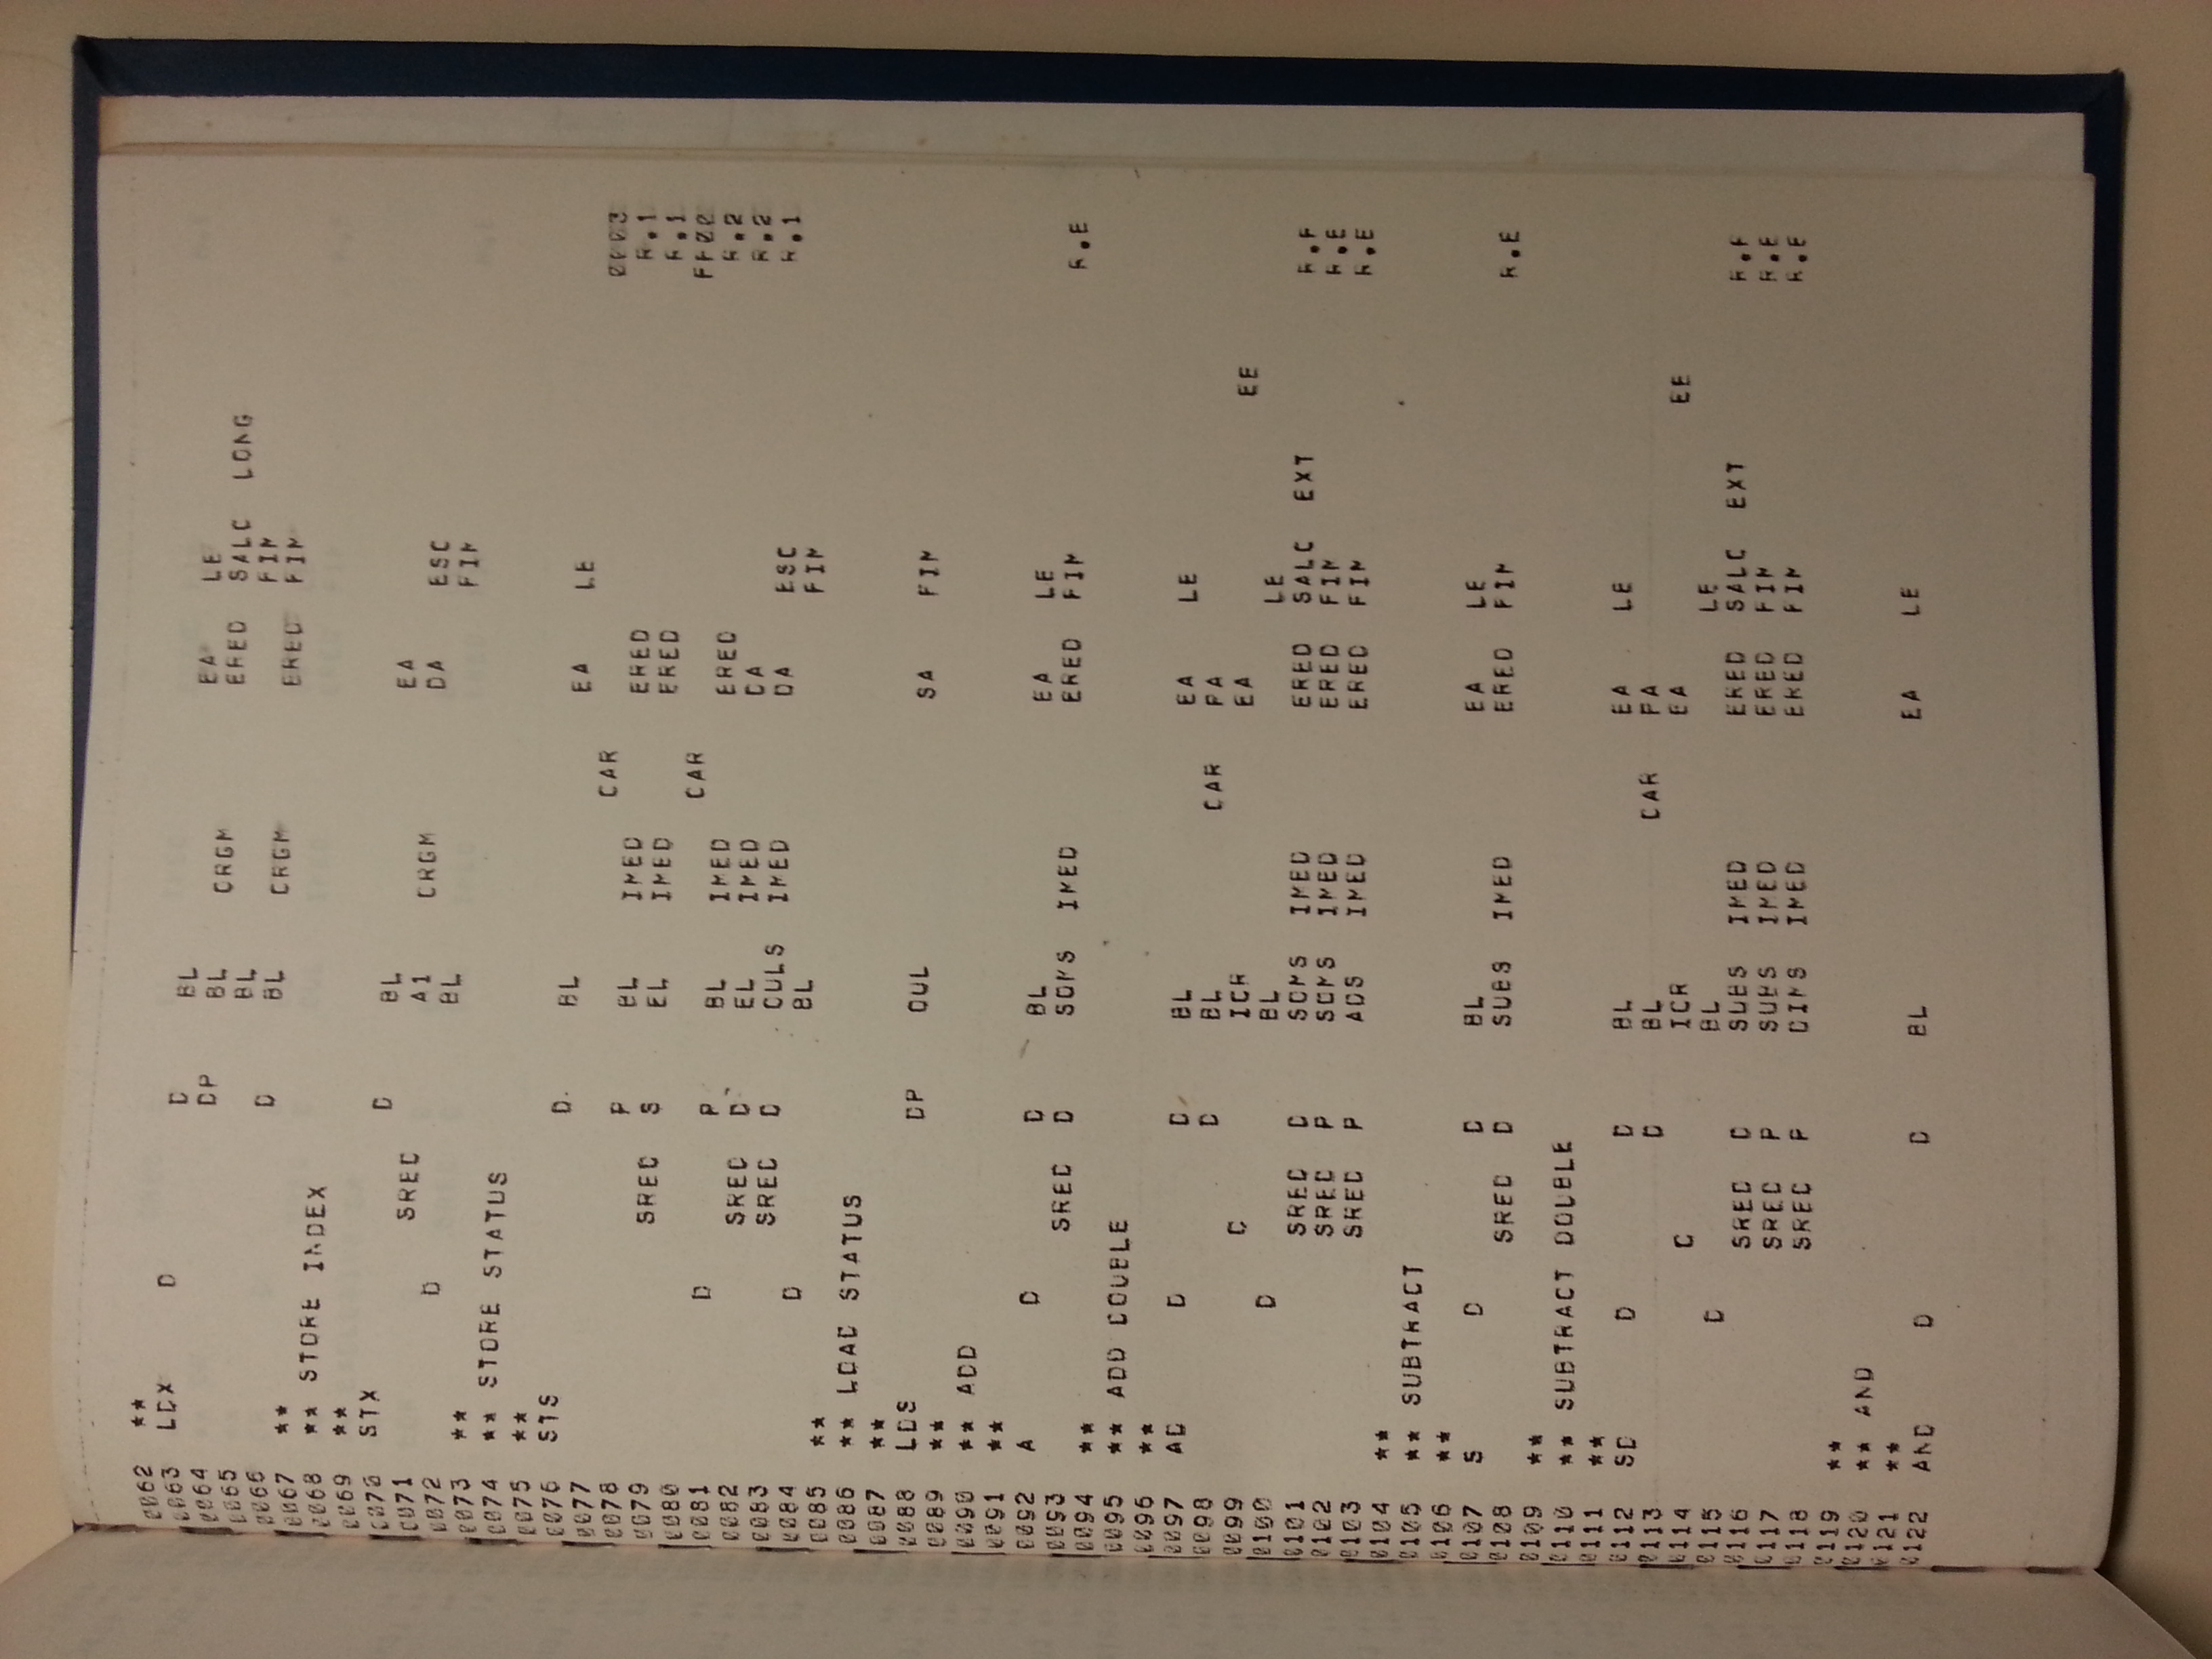 0062 **
0063 LDX D D BL EA LE
0064 DP BL CRGM ERED SALC LONG
0065 BL FIN
0066 D BL CRGM ERED FIN
0067 **
0068 ** STORE INDEX
0069 **
0070 STX D BL EA
0071 SREC A1 CRGM DA ESC
0072 D BL FIN
0073 **
0074 ** STORE STATUS
0075 **
0076 STS D BL EA LE
0077 CAR 0003
0078 P BL IMED ERED R.1
0079 SREC S EL IMED ERED R.1
0080 CAR FF00
0081 D P BL IMED ERED R.2
0082 SREC D EL IMED CA R.2
0083 SREC D OULS IMED DA ESC R.1
0084 D BL FIN
0085 **
0086 ** LOAD STATUS
0087 **
0088 LDS DP OUL SA FIN
0089 **
0090 ** ADD
0091 **
0092 A D D BL EA LE
0093 SREC D SOMS IMED ERED FIN R.E
0094 **
0095 ** ADD DOUBLE
0096 **
0097 AD D D BL EA LE
0098 D BL CAR PA
0099 C ICR EA EE
0100 D BL LE
0101 SREC D SOMS IMED ERED SALC EXT R.F
0102 SREC P SOMS IMED ERED FIN R.E
0103 SREC P ADS IMED ERED FIN R.E
0104 **
0105 ** SUBTRACT
0106 **
0107 S D D BL EA LE
0108 SREC D SUBS IMED ERED FIN R.E
0109 **
0110 ** SUBTRACT DOUBLE
0111 **
0112 SD D D BL EA LE
0113 D BL CAR PA
0114 C ICR EA EE
0115 D BL LE
0116 SREC D SUBS IMED ERED SALC EXT R.F
0117 SREC P SUBS IMED ERED FIN R.E
0118 SREC P DIMS IMED ERED FIN R.E
0119 **
0120 ** AND
0121 **
0122 AND D D BL EA LE